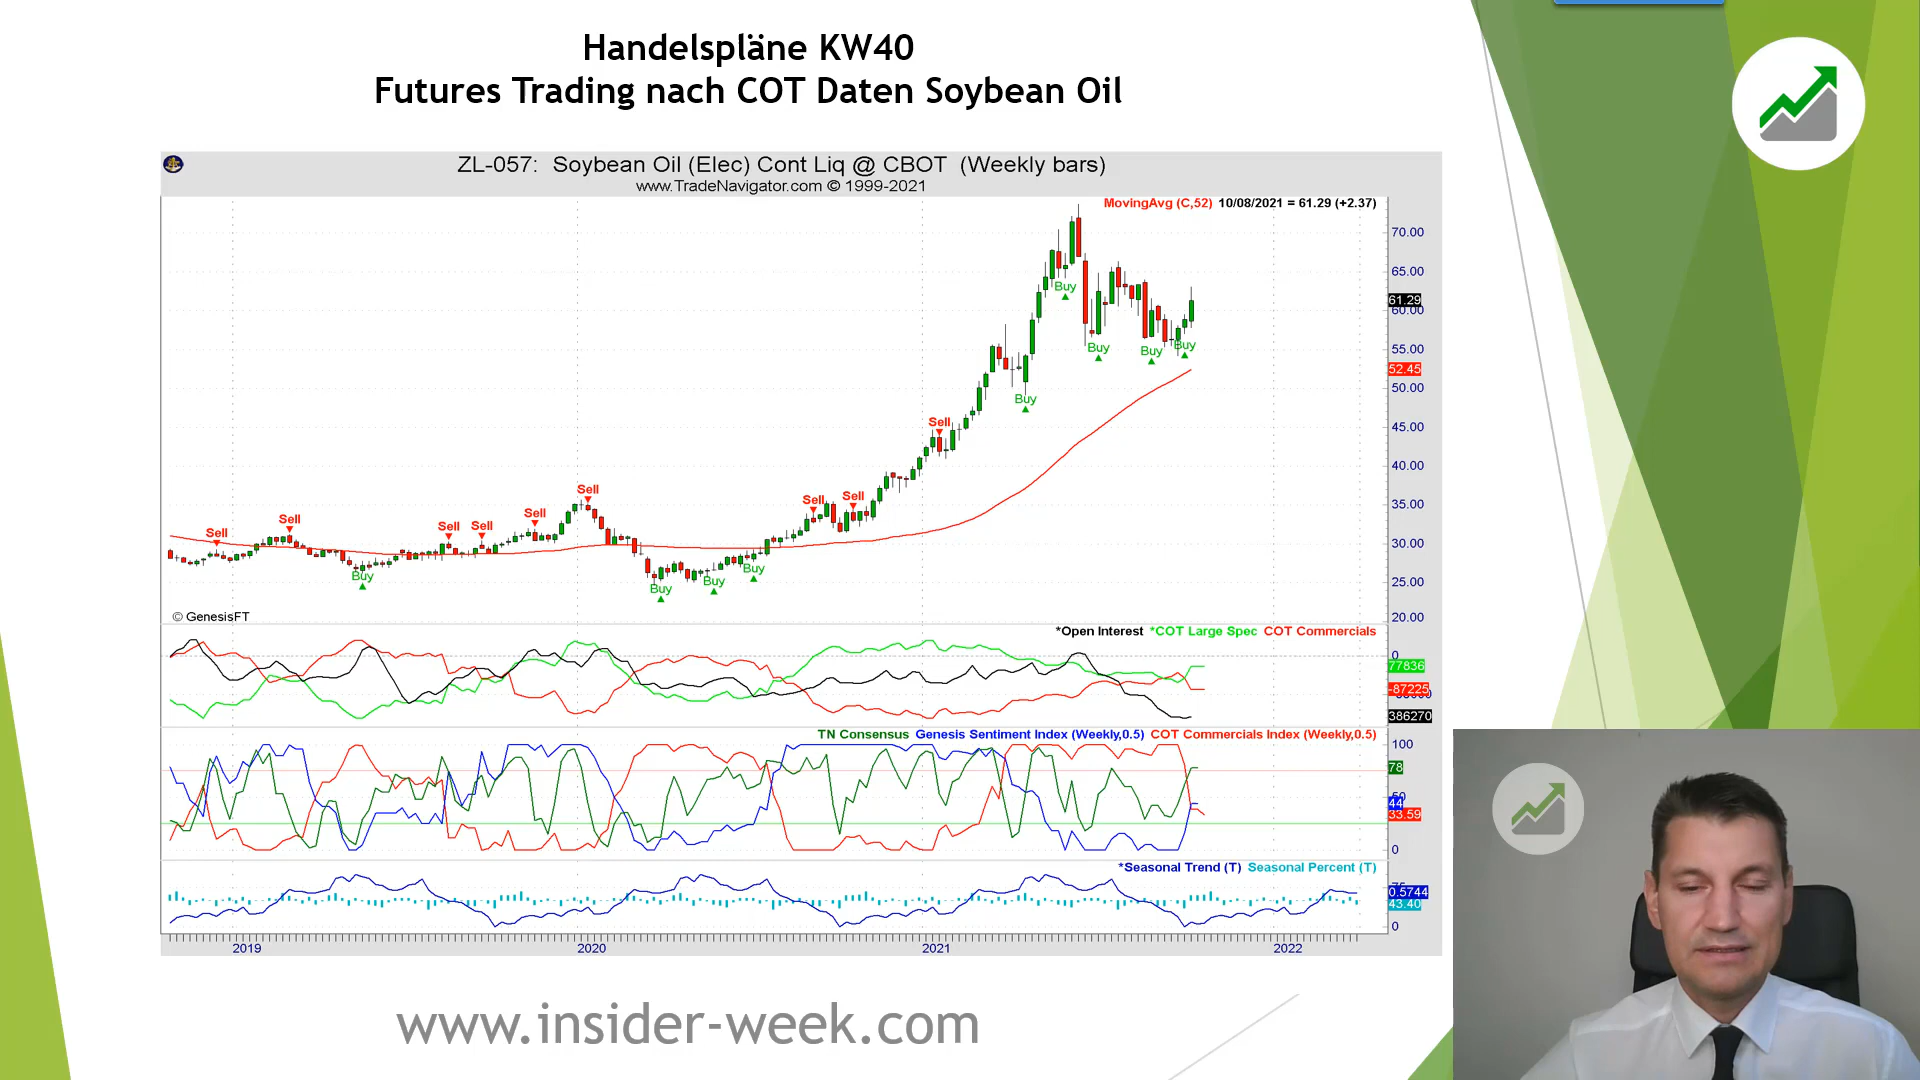 Handelspläne KW40
Futures Trading nach COT Daten Soybean Oil
ZL-057: Soybean Oil (Elec) Cont Liq @ CBOT (Weekly bars)
www.TradeNavigator.com © 1999-2021
MovingAvg (C,52) 10/08/2021 = 61.29 (+2.37)
70.00
65.00
61.29
60.00
55.00
52.45
50.00
45.00
40.00
35.00
30.00
25.00
20.00
Buy
Buy
Buy
Buy
Buy
Sell
Sell
Sell
Sell
Sell
Sell
Sell
Sell
Sell
Buy
Buy
Buy
Buy
© GenesisFT
*Open Interest *COT Large Spec COT Commercials
0
77836
-87225
386270
TN Consensus Genesis Sentiment Index (Weekly,0.5) COT Commercials Index (Weekly,0.5)
100
78
50
44
33.59
0
*Seasonal Trend (T) Seasonal Percent (T)
0.5744
43.40
0
2019 2020 2021 2022
www.insider-week.com